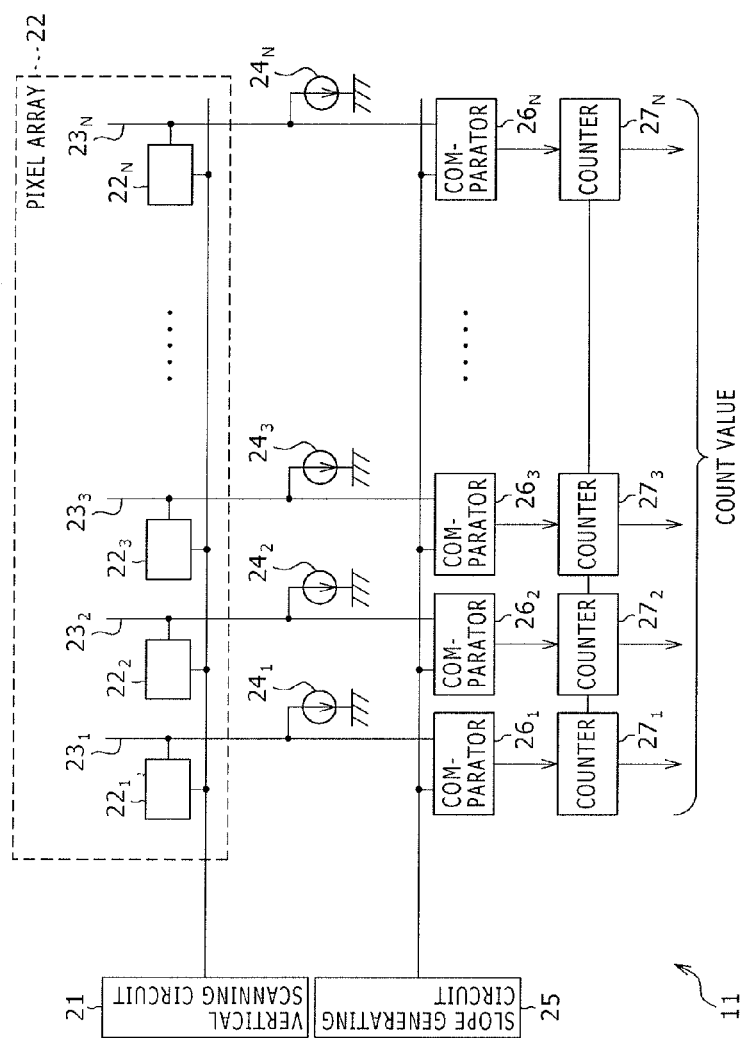 PIXEL ARRAY
22
23₁
23₂
23₃
23N
22₁
22₂
22₃
22N
24₁
24₂
24₃
24N
21
VERTICAL
SCANNING CIRCUIT
SLOPE GENERATING
CIRCUIT
25
COM-
PARATOR
26₁
COM-
PARATOR
26₂
COM-
PARATOR
26₃
COM-
PARATOR
26N
COUNTER
27₁
COUNTER
27₂
COUNTER
27₃
COUNTER
27N
COUNT VALUE
11